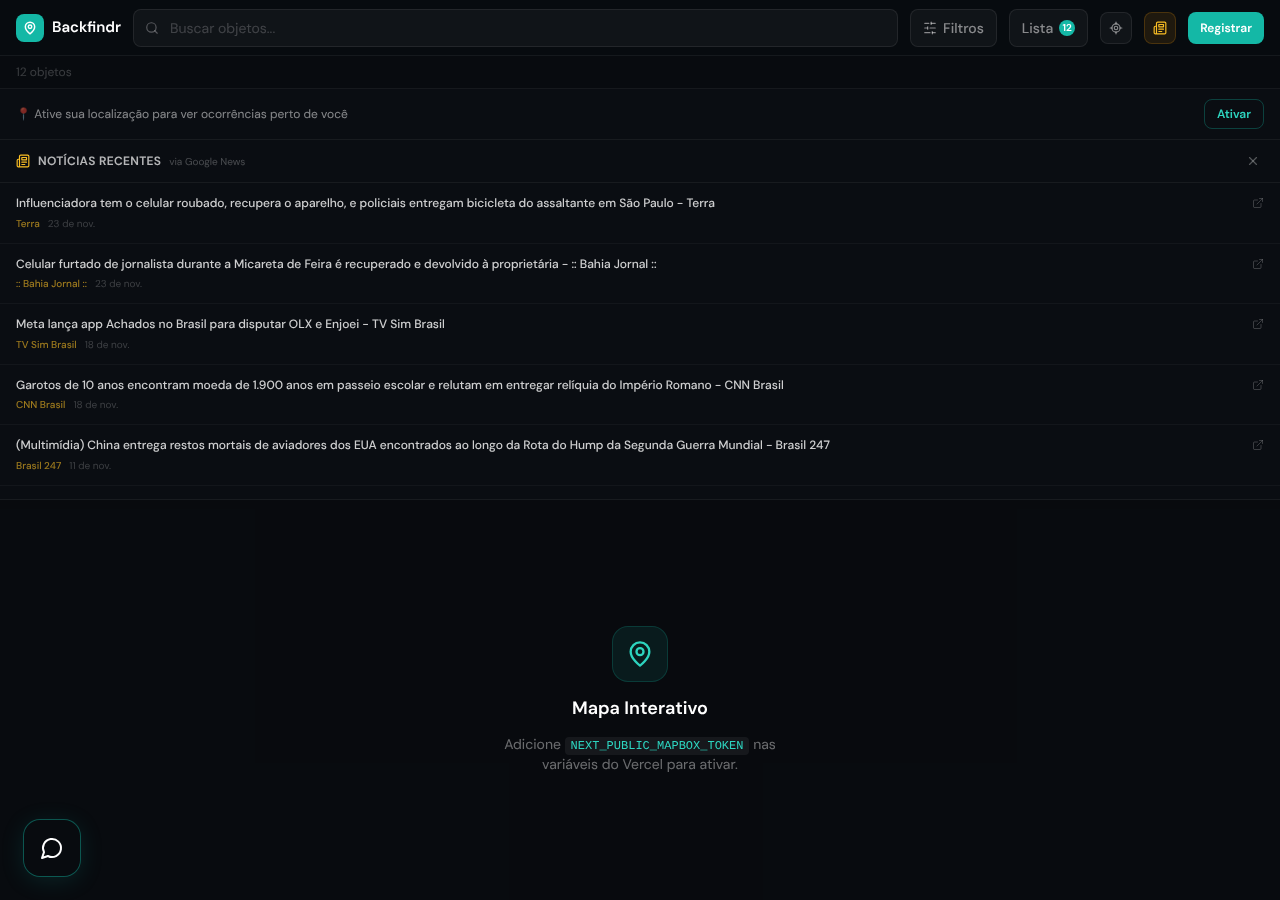 Backfindr
Buscar objetos...
Filtros
Lista 12
Registrar
12 objetos
📍 Ative sua localização para ver ocorrências perto de você
Ativar
NOTÍCIAS RECENTES via Google News
Influenciadora tem o celular roubado, recupera o aparelho, e policiais entregam bicicleta do assaltante em São Paulo - Terra
Terra 23 de nov.
Celular furtado de jornalista durante a Micareta de Feira é recuperado e devolvido à proprietária - :: Bahia Jornal ::
:: Bahia Jornal :: 23 de nov.
Meta lança app Achados no Brasil para disputar OLX e Enjoei - TV Sim Brasil
TV Sim Brasil 18 de nov.
Garotos de 10 anos encontram moeda de 1.900 anos em passeio escolar e relutam em entregar relíquia do Império Romano - CNN Brasil
CNN Brasil 18 de nov.
(Multimídia) China entrega restos mortais de aviadores dos EUA encontrados ao longo da Rota do Hump da Segunda Guerra Mundial - Brasil 247
Brasil 247 11 de nov.
Mapa Interativo
Adicione NEXT_PUBLIC_MAPBOX_TOKEN nas
variáveis do Vercel para ativar.